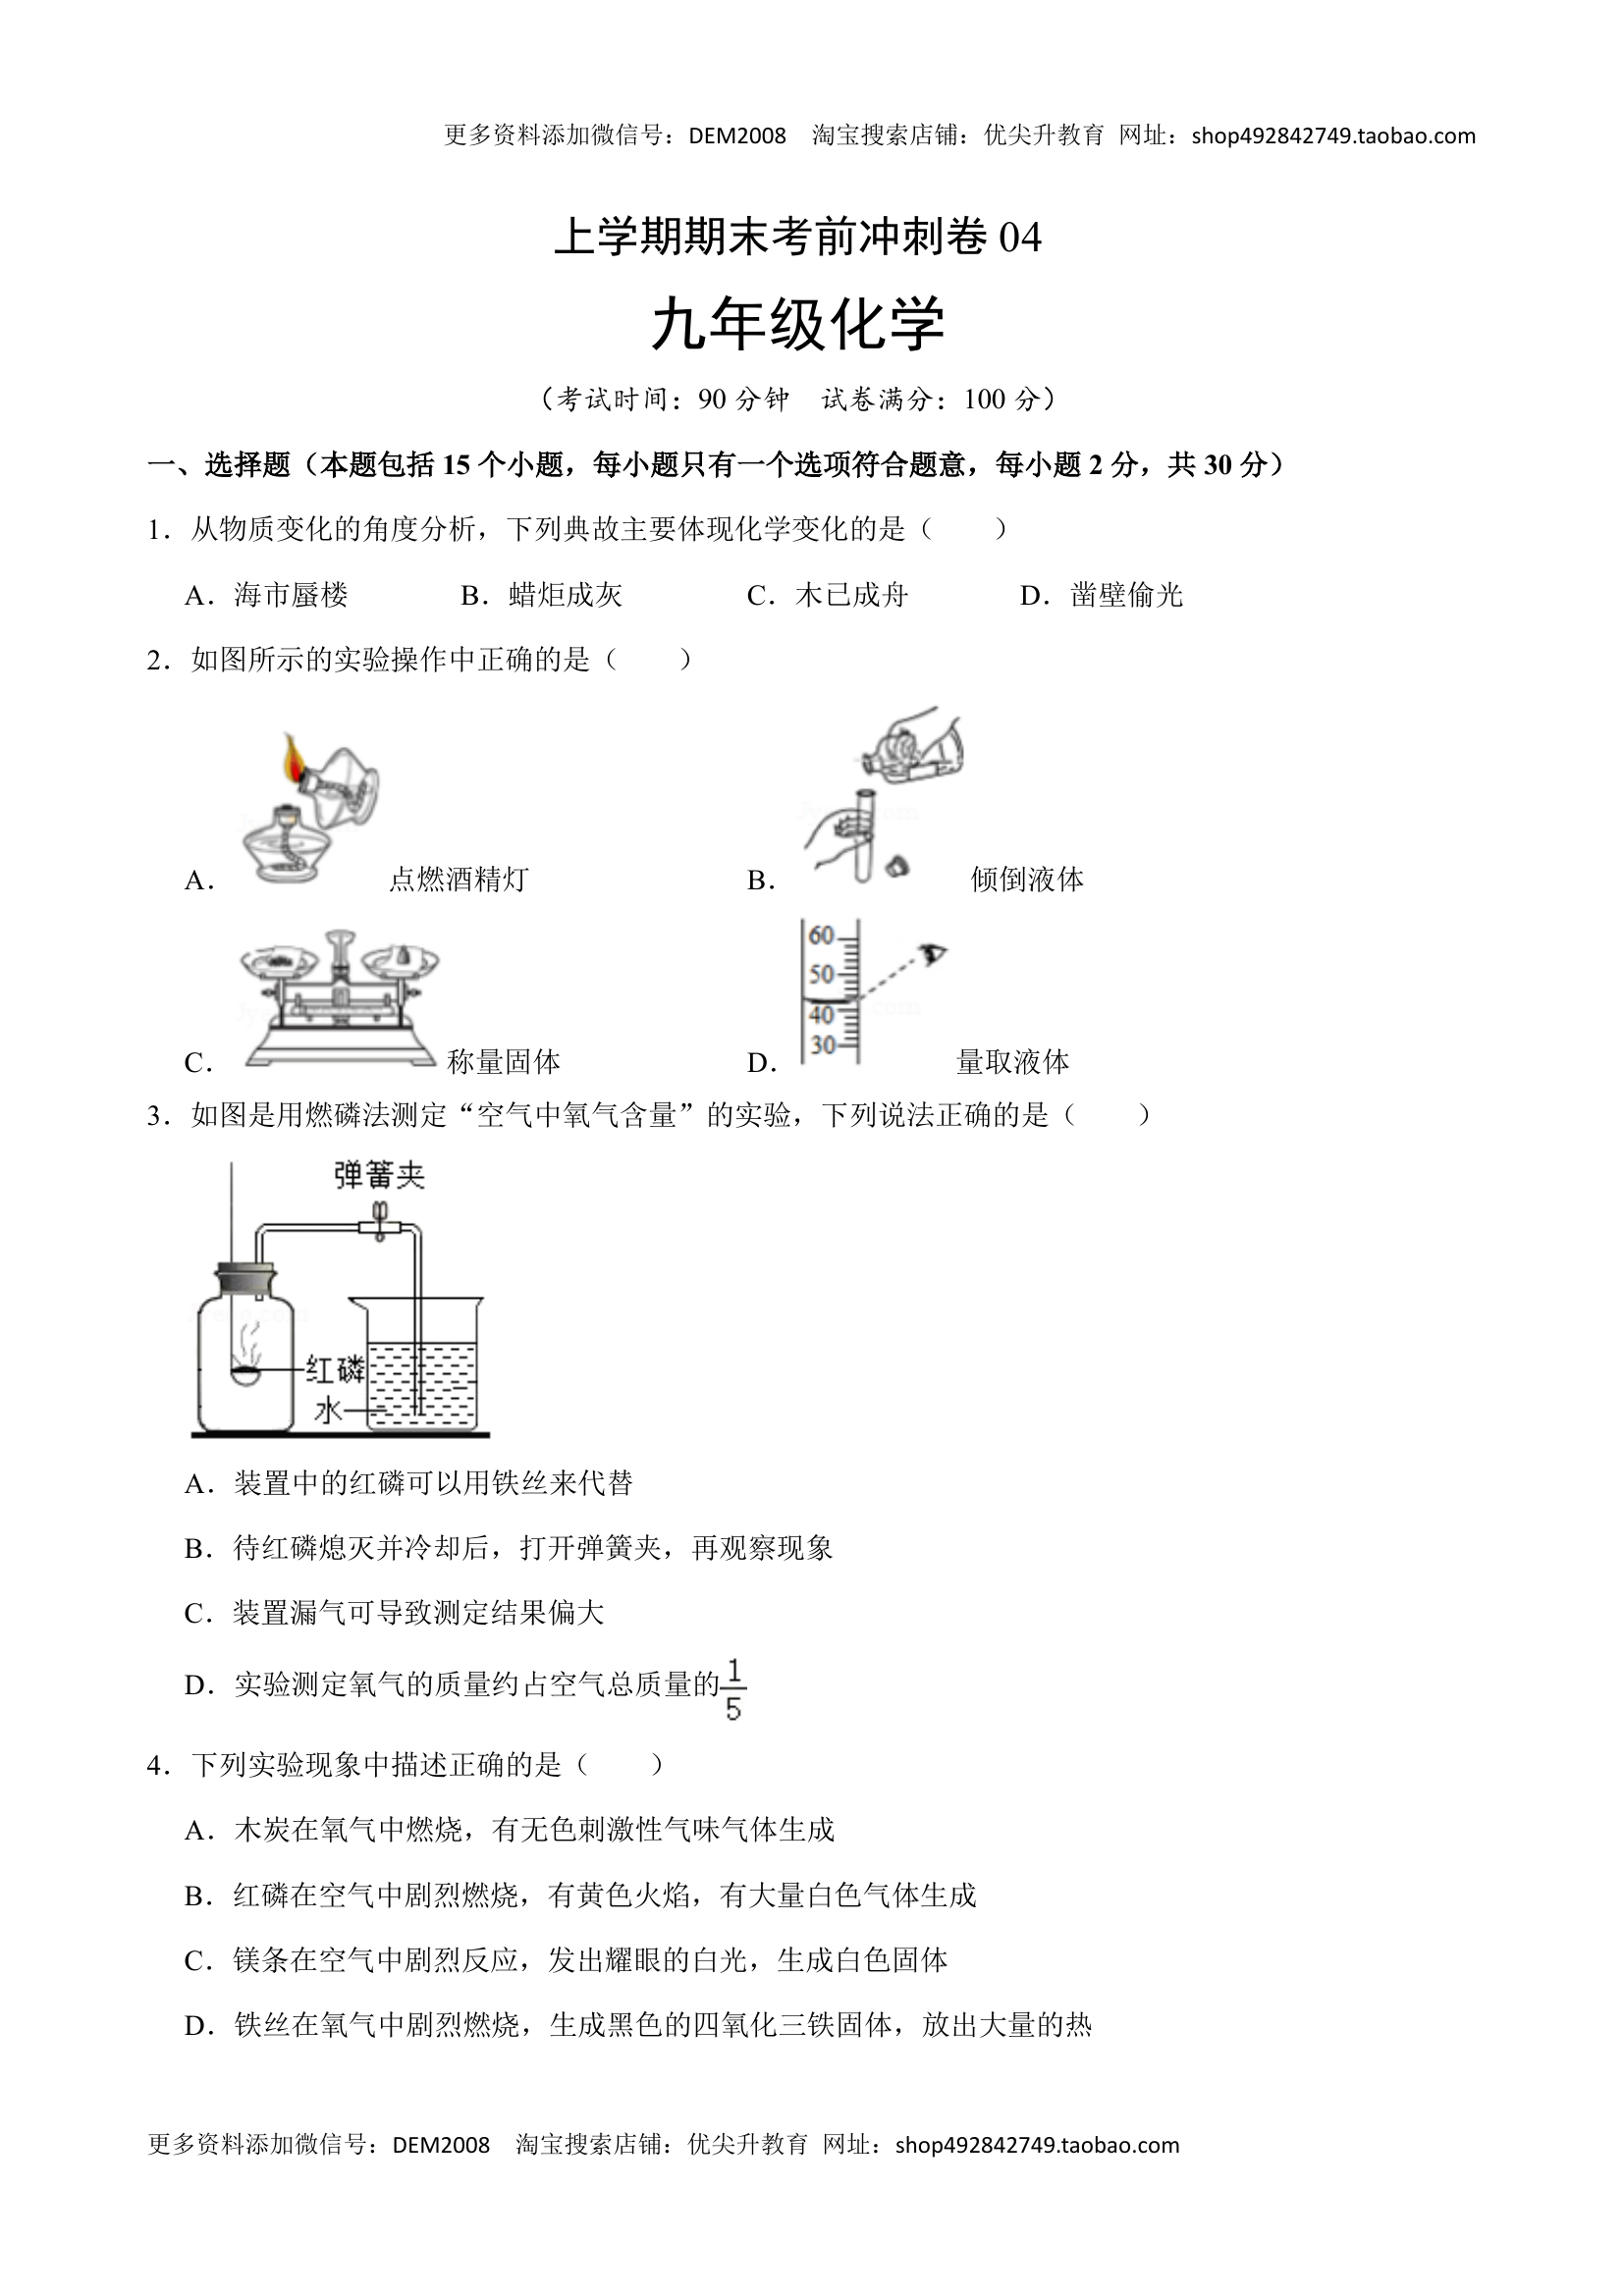 更多资料添加微信号：DEM2008 淘宝搜索店铺：优尖升教育 网址：shop492842749.taobao.com
上学期期末考前冲刺卷 04
九年级化学
（考试时间：90 分钟 试卷满分：100 分）
一、选择题（本题包括 15 个小题，每小题只有一个选项符合题意，每小题 2 分，共 30 分）
1．从物质变化的角度分析，下列典故主要体现化学变化的是（ ）
A．海市蜃楼 B．蜡炬成灰 C．木已成舟 D．凿壁偷光
2．如图所示的实验操作中正确的是（ ）
A． 点燃酒精灯 B． 倾倒液体
60
50
40
30
C． 称量固体 D． 量取液体
3．如图是用燃磷法测定“空气中氧气含量”的实验，下列说法正确的是（ ）
弹簧夹
红磷
水
A．装置中的红磷可以用铁丝来代替
B．待红磷熄灭并冷却后，打开弹簧夹，再观察现象
C．装置漏气可导致测定结果偏大
D．实验测定氧气的质量约占空气总质量的1/5
4．下列实验现象中描述正确的是（ ）
A．木炭在氧气中燃烧，有无色刺激性气味气体生成
B．红磷在空气中剧烈燃烧，有黄色火焰，有大量白色气体生成
C．镁条在空气中剧烈反应，发出耀眼的白光，生成白色固体
D．铁丝在氧气中剧烈燃烧，生成黑色的四氧化三铁固体，放出大量的热
更多资料添加微信号：DEM2008 淘宝搜索店铺：优尖升教育 网址：shop492842749.taobao.com